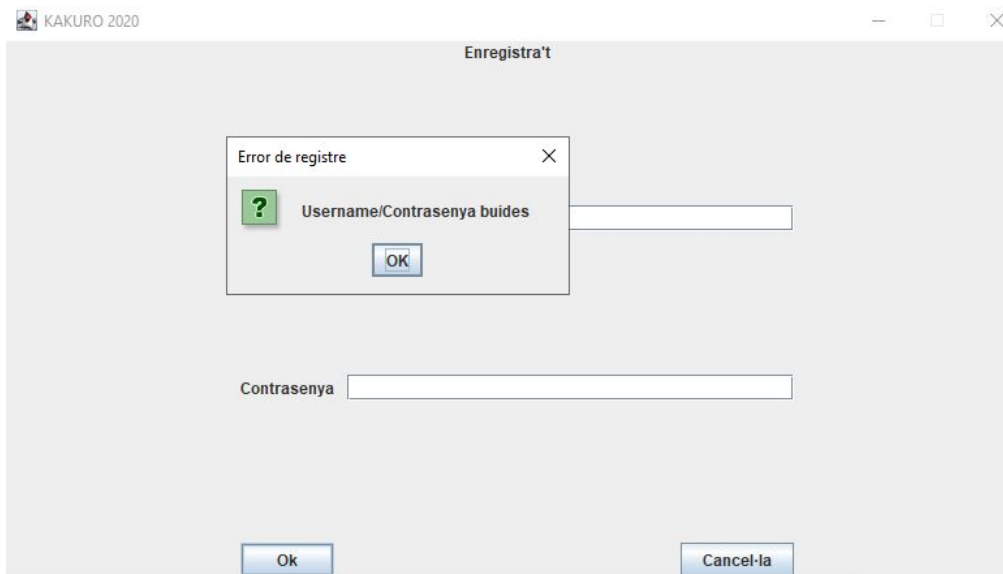 KAKURO 2020
Enregistra't
Error de registre
?
Username/Contrasenya buides
OK
Contrasenya
Ok
Cancel·la